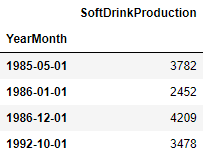 SoftDrinkProduction
YearMonth
1985-05-01 3782
1986-01-01 2452
1986-12-01 4209
1992-10-01 3478